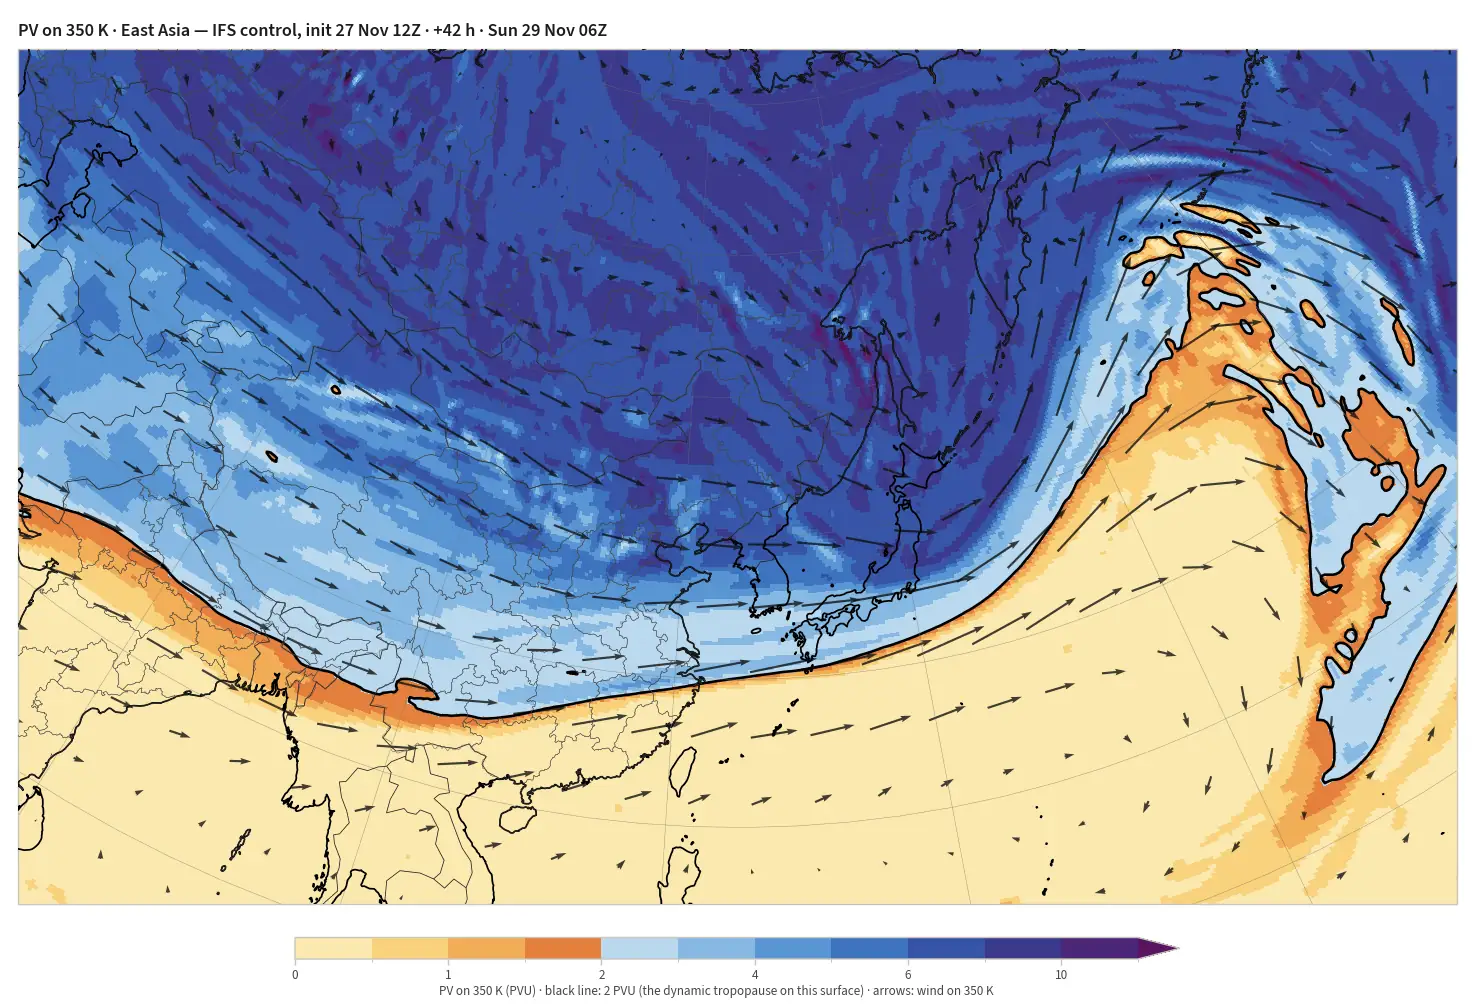 PV on 350 K · East Asia — IFS control, init 27 Nov 12Z · +42 h · Sun 29 Nov 06Z
0 1 2 4 6 10
PV on 350 K (PVU) · black line: 2 PVU (the dynamic tropopause on this surface) · arrows: wind on 350 K